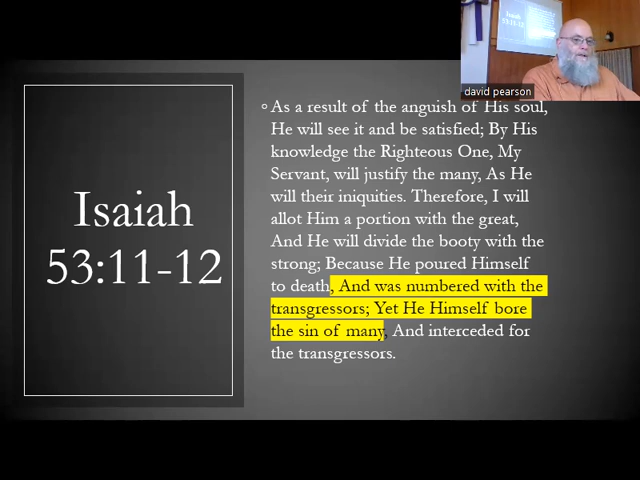 Isaiah
53:11-12
david pearson
Isaiah
53:11-12
°As a result of the anguish of His soul,
He will see it and be satisfied; By His
knowledge the Righteous One, My
Servant, will justify the many, As He
will their iniquities. Therefore, I will
allot Him a portion with the great,
And He will divide the booty with the
strong; Because He poured Himself
to death, And was numbered with the
transgressors; Yet He Himself bore
the sin of many, And interceded for
the transgressors.